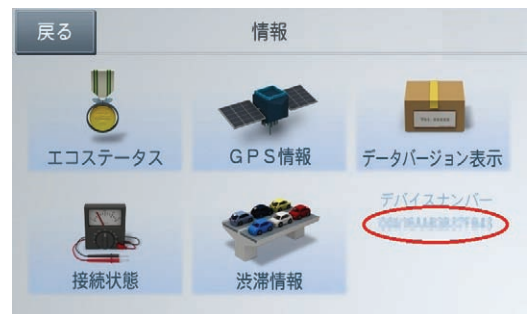 戻る
情報
エコステータス
GPS情報
データバージョン表示
接続状態
渋滞情報
デバイスナンバー